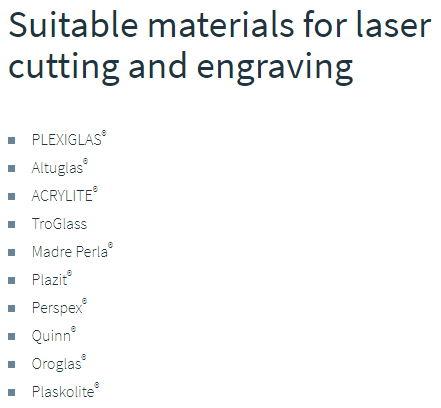 Suitable materials for laser
cutting and engraving
PLEXIGLAS®
Altuglas®
ACRYLITE®
TroGlass
Madre Perla®
Plazit®
Perspex®
Quinn®
Oroglas®
Plaskolite®